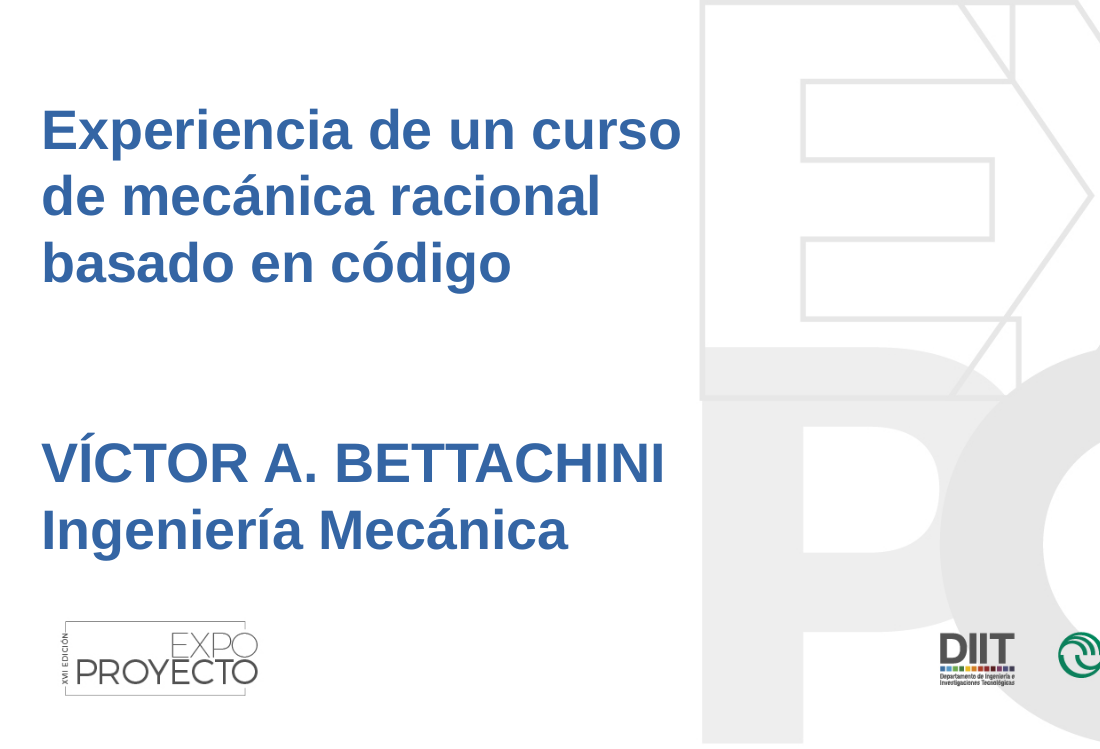 Experiencia de un curso
de mecánica racional
basado en código
VÍCTOR A. BETTACHINI
Ingeniería Mecánica
XVII EDICIÓN
EXPO
PROYECTO
DIIT
Departamento de Ingeniería e
Investigaciones Tecnológicas